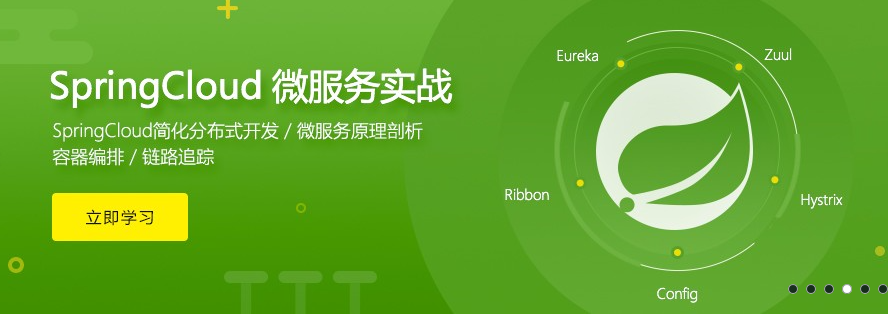 SpringCloud 微服务实战
SpringCloud简化分布式开发 / 微服务原理剖析
容器编排 / 链路追踪
立即学习
Eureka
Zuul
Ribbon
Hystrix
Config